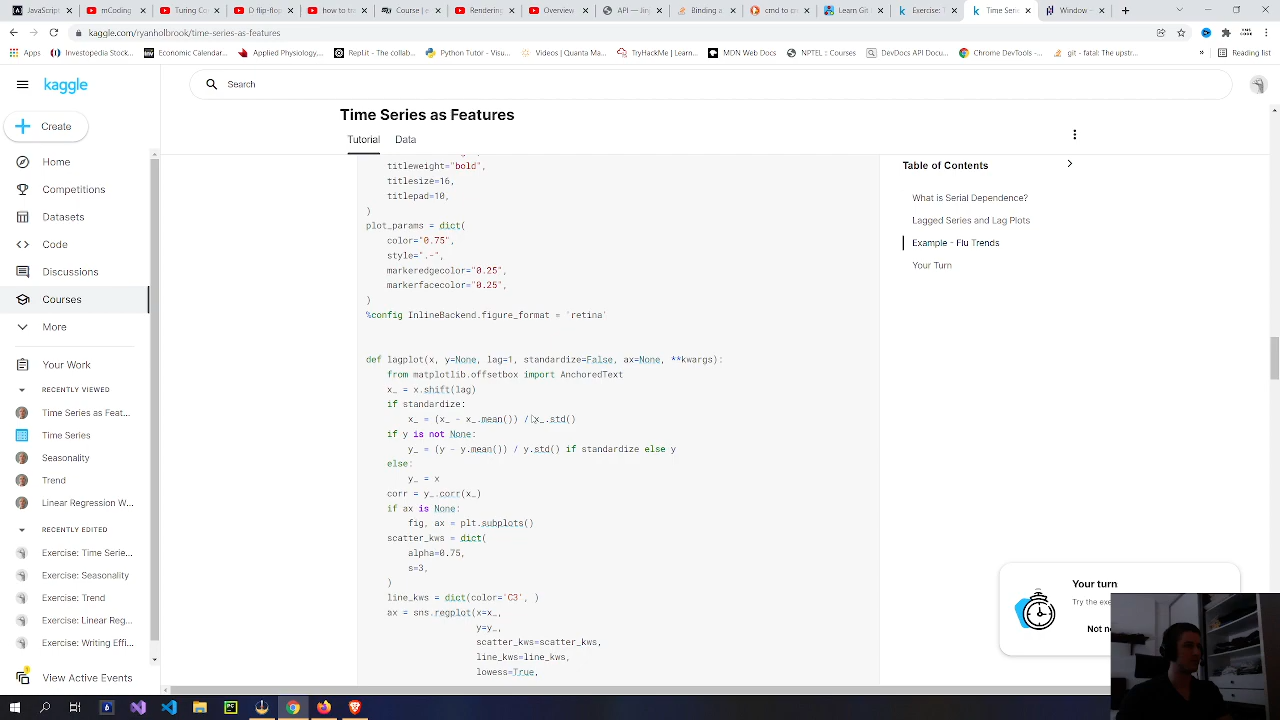 JavaScript
mCoding
Turing Co
D flip-flop
how to tra
Course | e
Rendering
Overview
API — Jin
Binding a
cmd to cr
Learn Git
Exercise: T
Time Serie
Window –
kaggle.com/ryanholbrook/time-series-as-features
Apps
Investopedia Stock...
Economic Calendar...
Applied Physiology...
Repl.it - The collab...
Python Tutor - Visu...
Videos | Quanta Ma...
TryHackMe | Learn...
MDN Web Docs
NPTEL :: Courses
DevDocs API Docu...
Chrome DevTools -...
git - fatal: The upstr...
»
Reading list
kaggle
Search
Create
Home
Competitions
Datasets
Code
Discussions
Courses
More
Your Work
RECENTLY VIEWED
Time Series as Feat...
Time Series
Seasonality
Trend
Linear Regression W...
RECENTLY EDITED
Exercise: Time Serie...
Exercise: Seasonality
Exercise: Trend
Exercise: Linear Reg...
Exercise: Writing Effi...
View Active Events
Time Series as Features
Tutorial
Data
titleweight="bold",
titlesize=16,
titlepad=10,
)
plot_params = dict(
color="0.75",
style=".-",
markeredgecolor="0.25",
markerfacecolor="0.25",
)
%config InlineBackend.figure_format = 'retina'
def lagplot(x, y=None, lag=1, standardize=False, ax=None, **kwargs):
from matplotlib.offsetbox import AnchoredText
x_ = x.shift(lag)
if standardize:
x_ = (x_ - x_.mean()) / x_.std()
if y is not None:
y_ = (y - y.mean()) / y.std() if standardize else y
else:
y_ = x
corr = y_.corr(x_)
if ax is None:
fig, ax = plt.subplots()
scatter_kws = dict(
alpha=0.75,
s=3,
)
line_kws = dict(color='C3', )
ax = sns.regplot(x=x_,
y=y_,
scatter_kws=scatter_kws,
line_kws=line_kws,
lowess=True,
Table of Contents
What is Serial Dependence?
Lagged Series and Lag Plots
Example - Flu Trends
Your Turn
Your turn
Try the exe
Not no